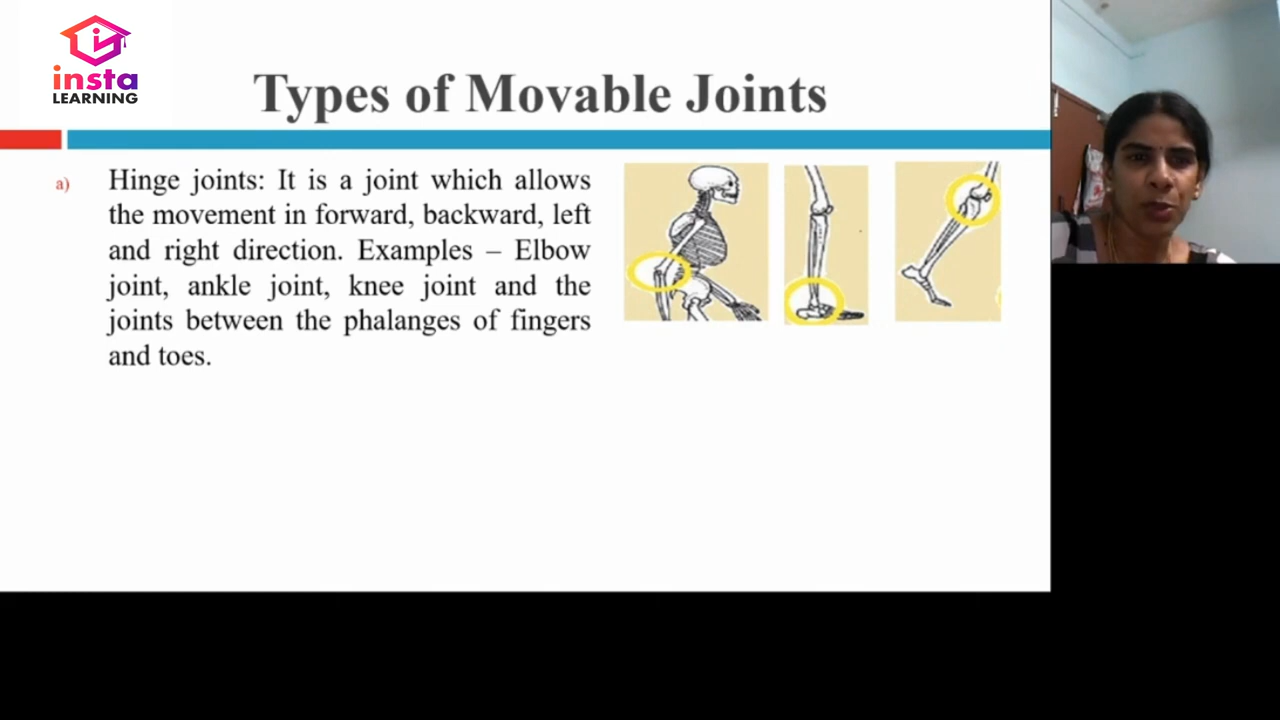 insta
LEARNING
Types of Movable Joints
a) Hinge joints: It is a joint which allows
the movement in forward, backward, left
and right direction. Examples – Elbow
joint, ankle joint, knee joint and the
joints between the phalanges of fingers
and toes.